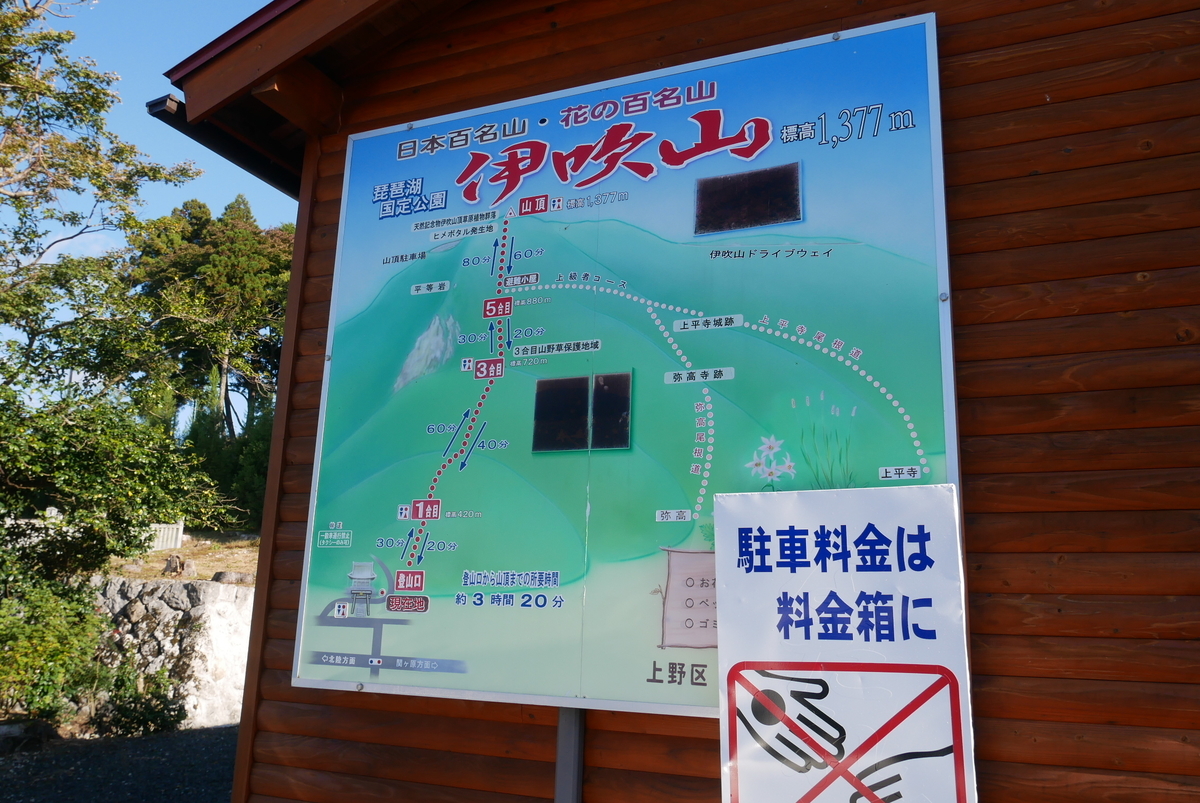 日本百名山・花の百名山
伊吹山 標高1,377m
琵琶湖
国定公園
山頂 標高1,377m
天然記念物伊吹山頂草原植物群落
ヒメボタル発生地
山頂駐車場
80分 60分
伊吹山ドライブウェイ
避難小屋
上級者コース
平等岩
5合目 標高880m
上平寺城跡
上平寺尾根道
30分 20分
3合目山野草保護地域
標高720m
3合目
弥高寺跡
弥高尾根道
60分 40分
上平寺
1合目 標高420m
弥高
30分 20分
登山口
現在地
登山口から山頂までの所要時間
約3時間20分
北陸方面
関ヶ原方面
上野区
駐車料金は
料金箱に